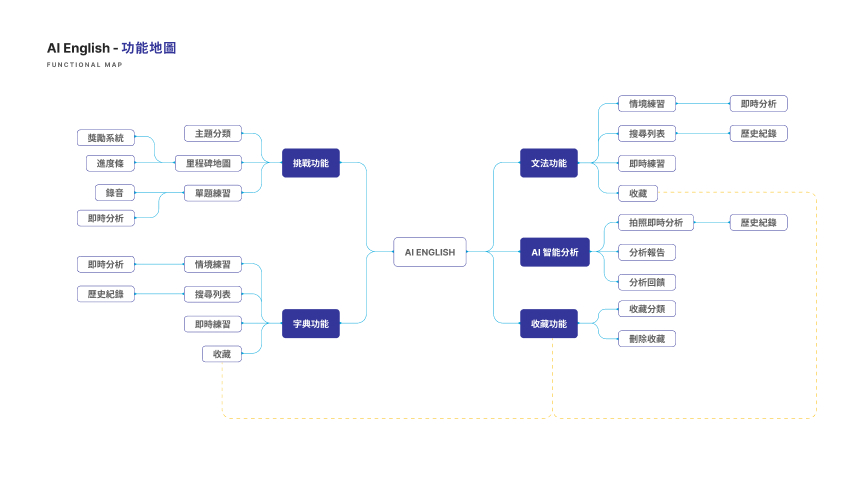 AI English - 功能地圖
FUNCTIONAL MAP
獎勵系統
進度條
錄音
即時分析
主題分類
里程碑地圖
單題練習
挑戰功能
即時分析
歷史紀錄
情境練習
搜尋列表
即時練習
收藏
字典功能
AI ENGLISH
文法功能
情境練習
即時分析
搜尋列表
歷史紀錄
即時練習
收藏
AI 智能分析
拍照即時分析
歷史紀錄
分析報告
分析回饋
收藏功能
收藏分類
刪除收藏